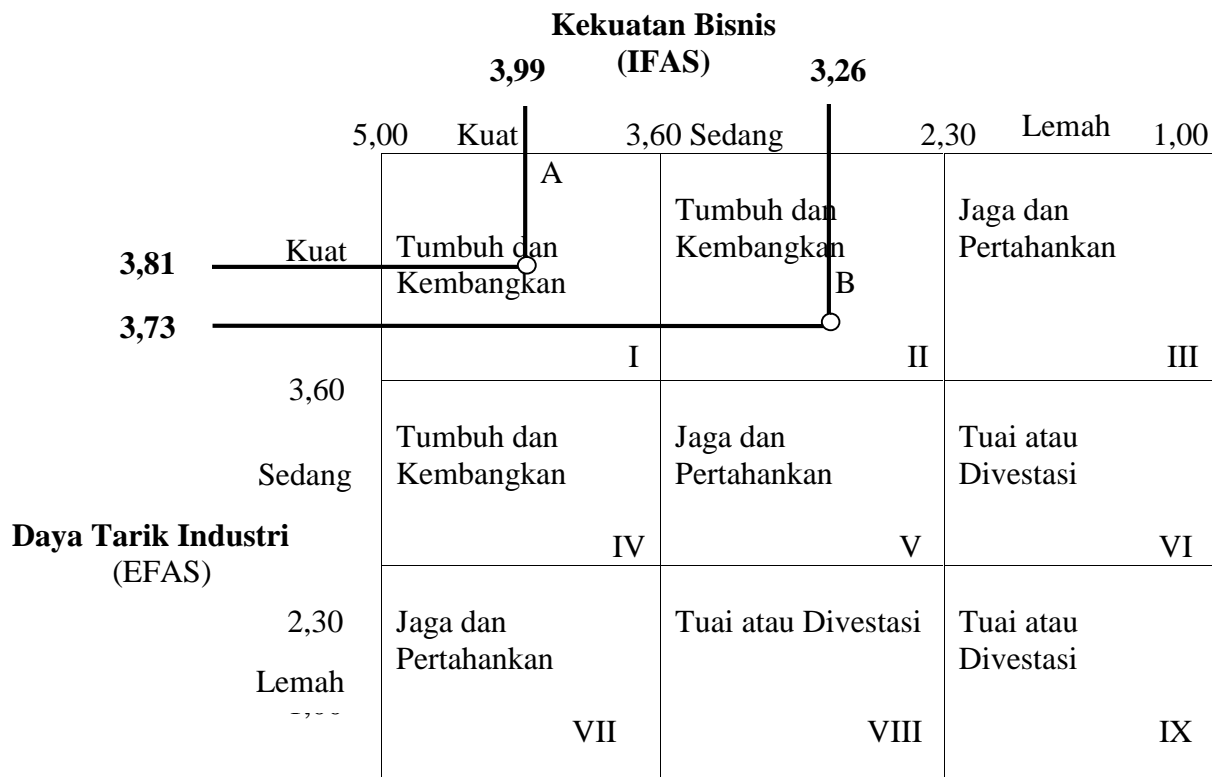 Kekuatan Bisnis
(IFAS)
3,99 3,26
5,00 Kuat 3,60 Sedang 2,30 Lemah 1,00
A
Tumbuh dan
Kembangkan
Jaga dan
Pertahankan
3,81 Kuat Tumbuh dan
Kembangkan
B
3,73
I II III
3,60
Tumbuh dan
Kembangkan
Jaga dan
Pertahankan
Tuai atau
Divestasi
Sedang
Daya Tarik Industri
(EFAS)
IV V VI
2,30
Jaga dan
Pertahankan
Tuai atau Divestasi
Tuai atau
Divestasi
Lemah
VII VIII IX